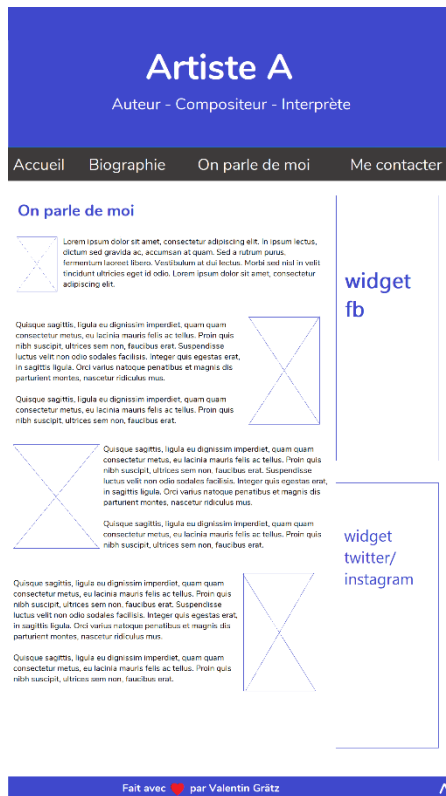 Artiste A
Auteur - Compositeur - Interprète
Accueil Biographie On parle de moi Me contacter
On parle de moi
Lorem ipsum dolor sit amet, consectetur adipiscing elit. In ipsum lectus,
dictum sed gravida ac, accumsan at quam. Sed a rutrum purus.
fermentum laoreet libero. Vestibulum at dui lectus. Morbi sed nisl in velit
tincidunt ultricies eget id odio. Lorem ipsum dolor sit amet, consectetur
adipiscing elit.
Quisque sagittis, ligula eu dignissim imperdiet, quam quam
consectetur metus, eu lacinia mauris felis ac tellus. Proin quis
nibh suscipit, ultrices sem non, faucibus erat. Suspendisse
luctus velit non odio sodales facilisis. Integer quis egestas erat,
in sagittis ligula. Orci varius natoque penatibus et magnis dis
parturient montes, nascetur ridiculus mus.
Quisque sagittis, ligula eu dignissim imperdiet, quam quam
consectetur metus, eu lacinia mauris felis ac tellus. Proin quis
nibh suscipit, ultrices sem non, faucibus erat.
Quisque sagittis, ligula eu dignissim imperdiet, quam quam
consectetur metus, eu lacinia mauris felis ac tellus. Proin quis
nibh suscipit, ultrices sem non, faucibus erat. Suspendisse
luctus velit non odio sodales facilisis. Integer quis egestas erat,
in sagittis ligula. Orci varius natoque penatibus et magnis dis
parturient montes, nascetur ridiculus mus.
Quisque sagittis, ligula eu dignissim imperdiet, quam quam
consectetur metus, eu lacinia mauris felis ac tellus. Proin quis
nibh suscipit, ultrices sem non, faucibus erat.
Quisque sagittis, ligula eu dignissim imperdiet, quam quam
consectetur metus, eu lacinia mauris felis ac tellus. Proin quis
nibh suscipit, ultrices sem non, faucibus erat. Suspendisse
luctus velit non odio sodales facilisis. Integer quis egestas erat,
in sagittis ligula. Orci varius natoque penatibus et magnis dis
parturient montes, nascetur ridiculus mus.
Quisque sagittis, ligula eu dignissim imperdiet, quam quam
consectetur metus, eu lacinia mauris felis ac tellus. Proin quis
nibh suscipit, ultrices sem non, faucibus erat.
widget
fb
widget
twitter/
instagram
Fait avec ❤ par Valentin Grätz